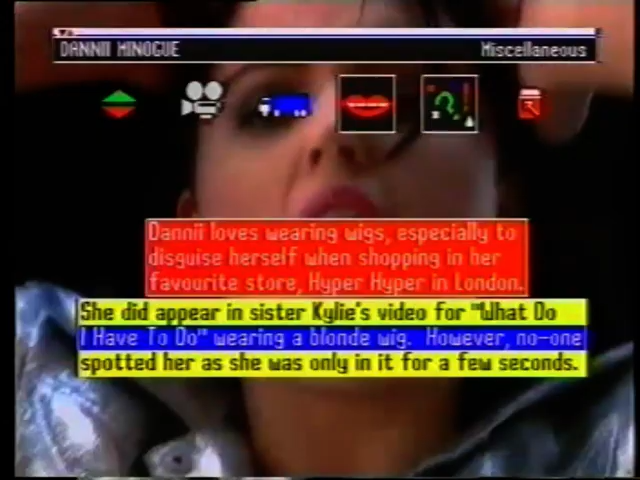 DANNII MINOGUE
Miscellaneous
Dannii loves wearing wigs, especially to
disguise herself when shopping in her
favourite store, Hyper Hyper in London.
She did appear in sister Kylie's video for "What Do
I Have To Do" wearing a blonde wig. However, no-one
spotted her as she was only in it for a few seconds.